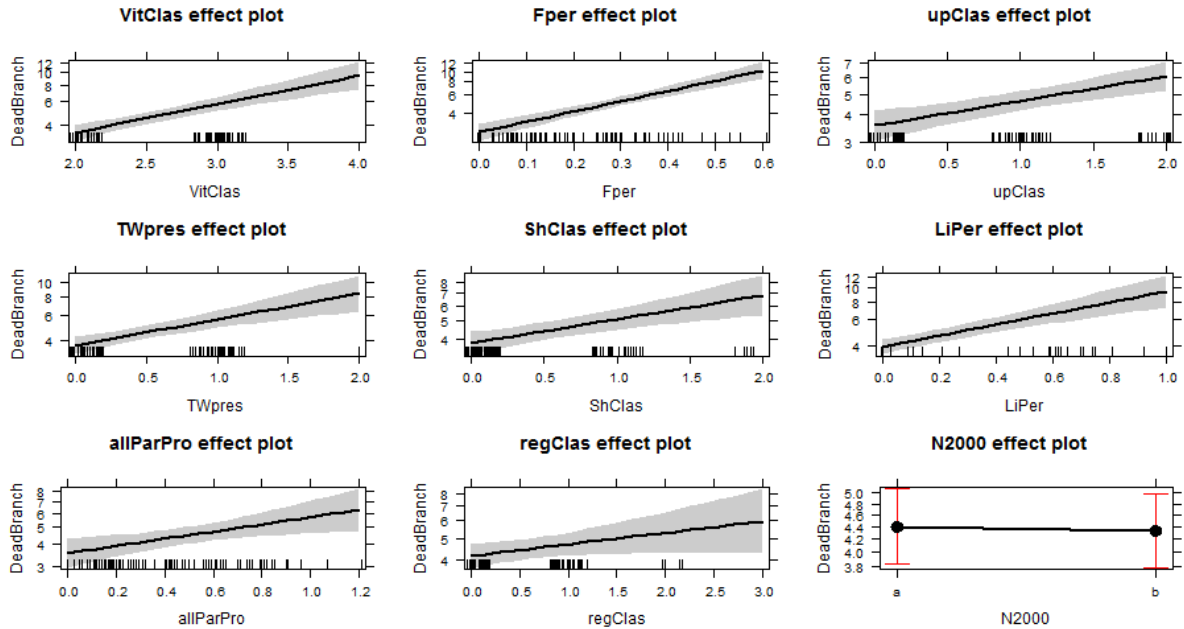 VitClas effect plot
DeadBranch
12
10
8
6
4
2.0 2.5 3.0 3.5 4.0
VitClas
Fper effect plot
DeadBranch
12
10
8
6
4
0.0 0.1 0.2 0.3 0.4 0.5 0.6
Fper
upClas effect plot
DeadBranch
7
6
5
4
3
0.0 0.5 1.0 1.5 2.0
upClas
TWpres effect plot
DeadBranch
10
8
6
4
0.0 0.5 1.0 1.5 2.0
TWpres
ShClas effect plot
DeadBranch
8
7
6
5
4
0.0 0.5 1.0 1.5 2.0
ShClas
LiPer effect plot
DeadBranch
12
10
8
6
4
0.0 0.2 0.4 0.6 0.8 1.0
LiPer
allParPro effect plot
DeadBranch
8
7
6
5
4
3
0.0 0.2 0.4 0.6 0.8 1.0 1.2
allParPro
regClas effect plot
DeadBranch
8
7
6
5
4
0.0 0.5 1.0 1.5 2.0 2.5 3.0
regClas
N2000 effect plot
DeadBranch
5.0
4.8
4.6
4.4
4.2
4.0
3.8
a b
N2000